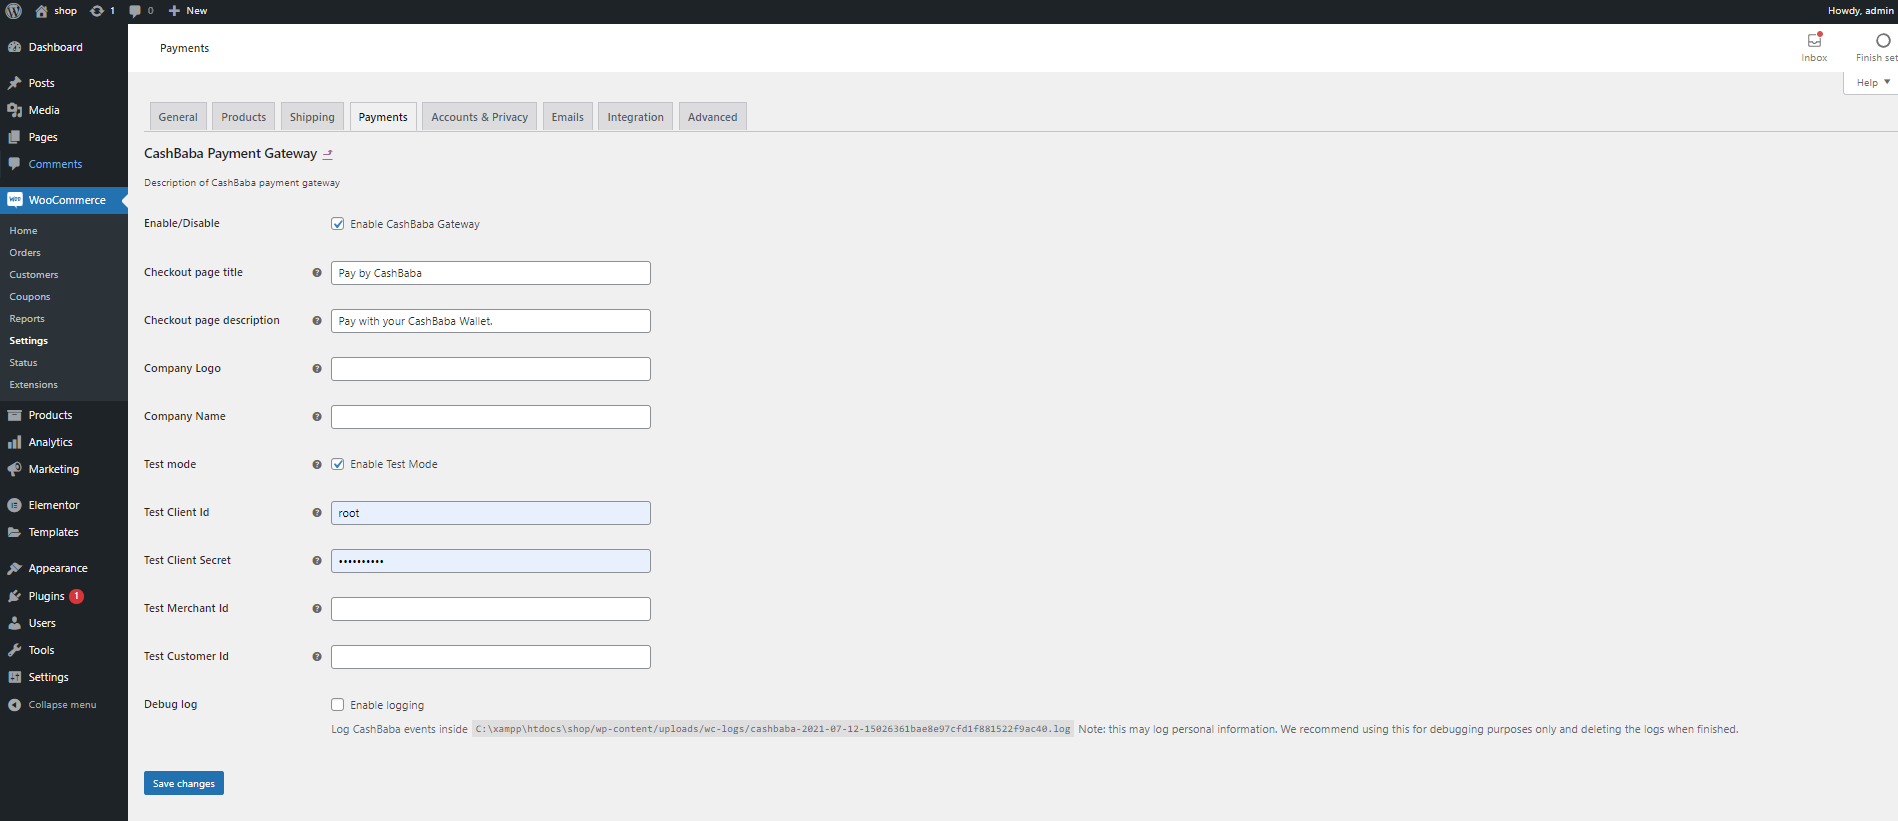 shop 1 0 New
Howdy, admin
Dashboard
Posts
Media
Pages
Comments
WooCommerce
Home
Orders
Customers
Coupons
Reports
Settings
Status
Extensions
Products
Analytics
Marketing
Elementor
Templates
Appearance
Plugins 1
Users
Tools
Settings
Collapse menu
Payments
Inbox
Finish set
Help
General Products Shipping Payments Accounts & Privacy Emails Integration Advanced
CashBaba Payment Gateway
Description of CashBaba payment gateway
Enable/Disable Enable CashBaba Gateway
Checkout page title Pay by CashBaba
Checkout page description Pay with your CashBaba Wallet.
Company Logo
Company Name
Test mode Enable Test Mode
Test Client Id root
Test Client Secret ••••••••••
Test Merchant Id
Test Customer Id
Debug log Enable logging
Log CashBaba events inside C:\xampp\htdocs\shop/wp-content/uploads/wc-logs/cashbaba-2021-07-12-15026361bae8e97cfd1f881522f9ac40.log Note: this may log personal information. We recommend using this for debugging purposes only and deleting the logs when finished.
Save changes